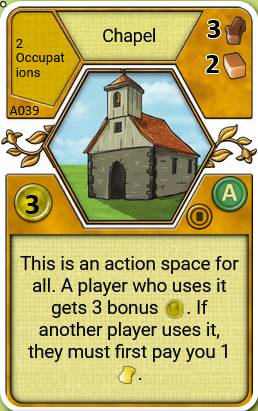 Chapel
3
2
2
Occupat
ions
A039
3
A
This is an action space for
all. A player who uses it
gets 3 bonus . If
another player uses it,
they must first pay you 1
.